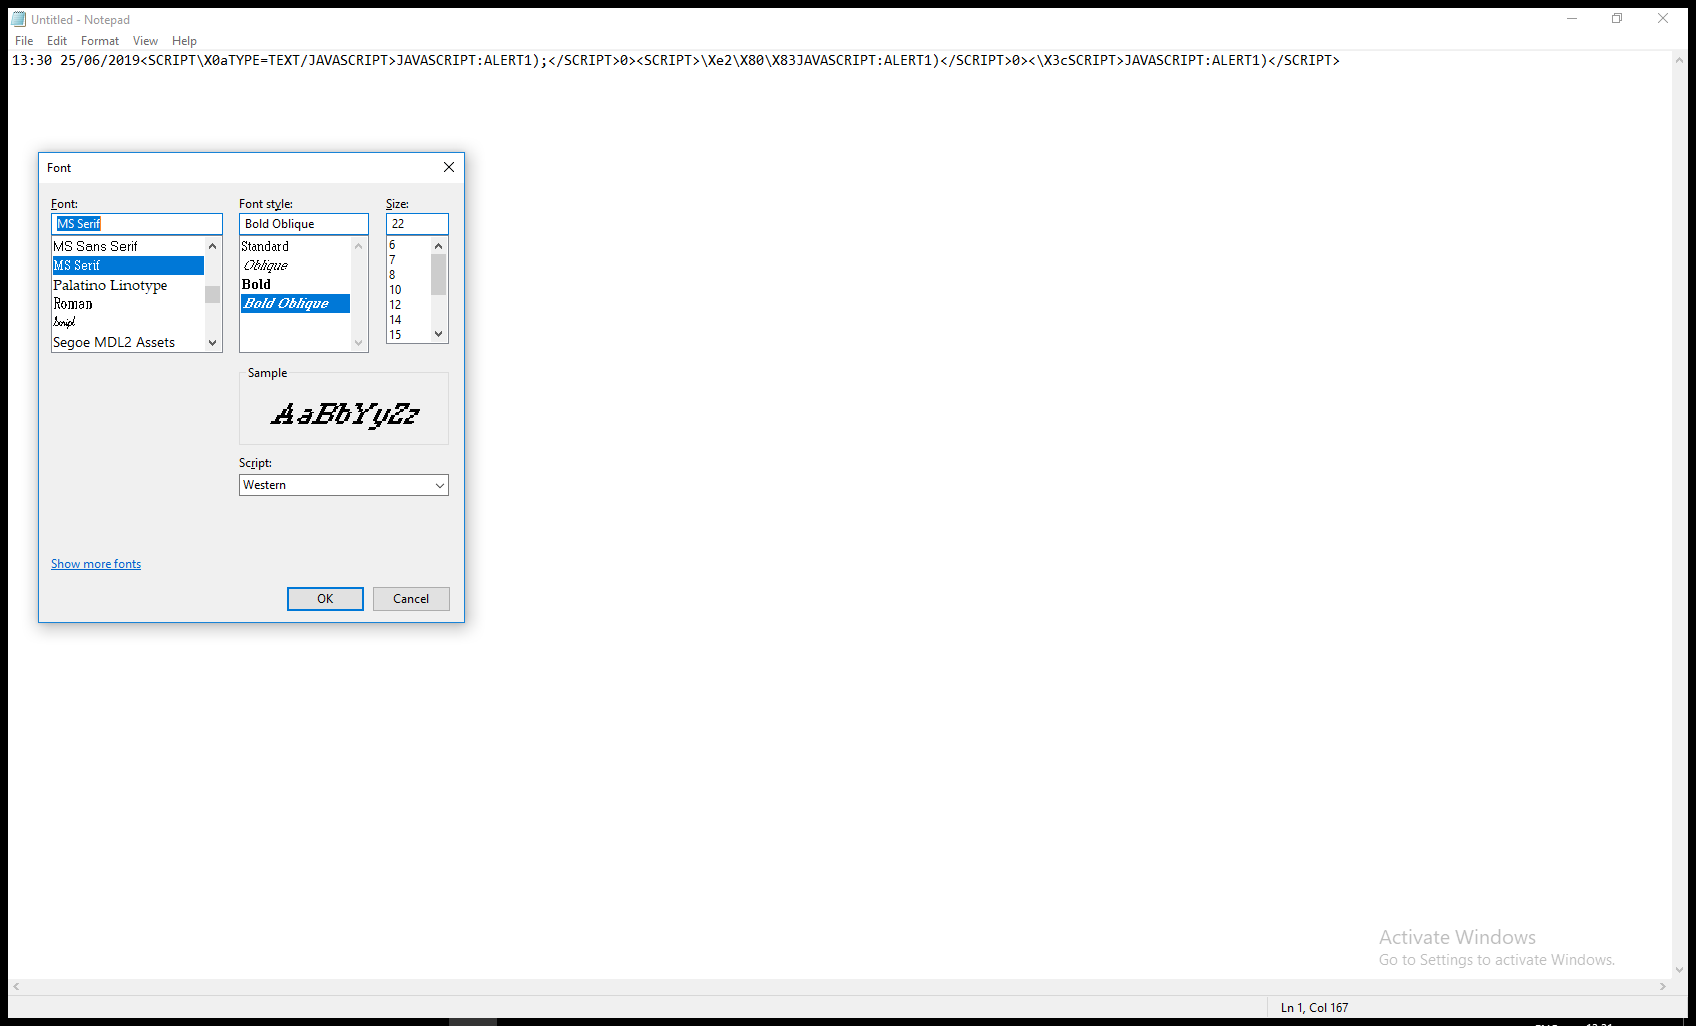 Untitled - Notepad
File Edit Format View Help
13:30 25/06/2019<SCRIPT\X0aTYPE=TEXT/JAVASCRIPT>JAVASCRIPT:ALERT1);</SCRIPT>0><SCRIPT>\Xe2\X80\X83JAVASCRIPT:ALERT1)</SCRIPT>0><\X3cSCRIPT>JAVASCRIPT:ALERT1)</SCRIPT>
Font
Font: Font style: Size:
MS Serif Bold Oblique 22
MS Sans Serif
MS Serif
Palatino Linotype
Roman
Script
Segoe MDL2 Assets
Standard
Oblique
Bold
Bold Oblique
6
7
8
10
12
14
15
Sample
AaBbYyZz
Script:
Western
Show more fonts
OK Cancel
Activate Windows
Go to Settings to activate Windows.
Ln 1, Col 167